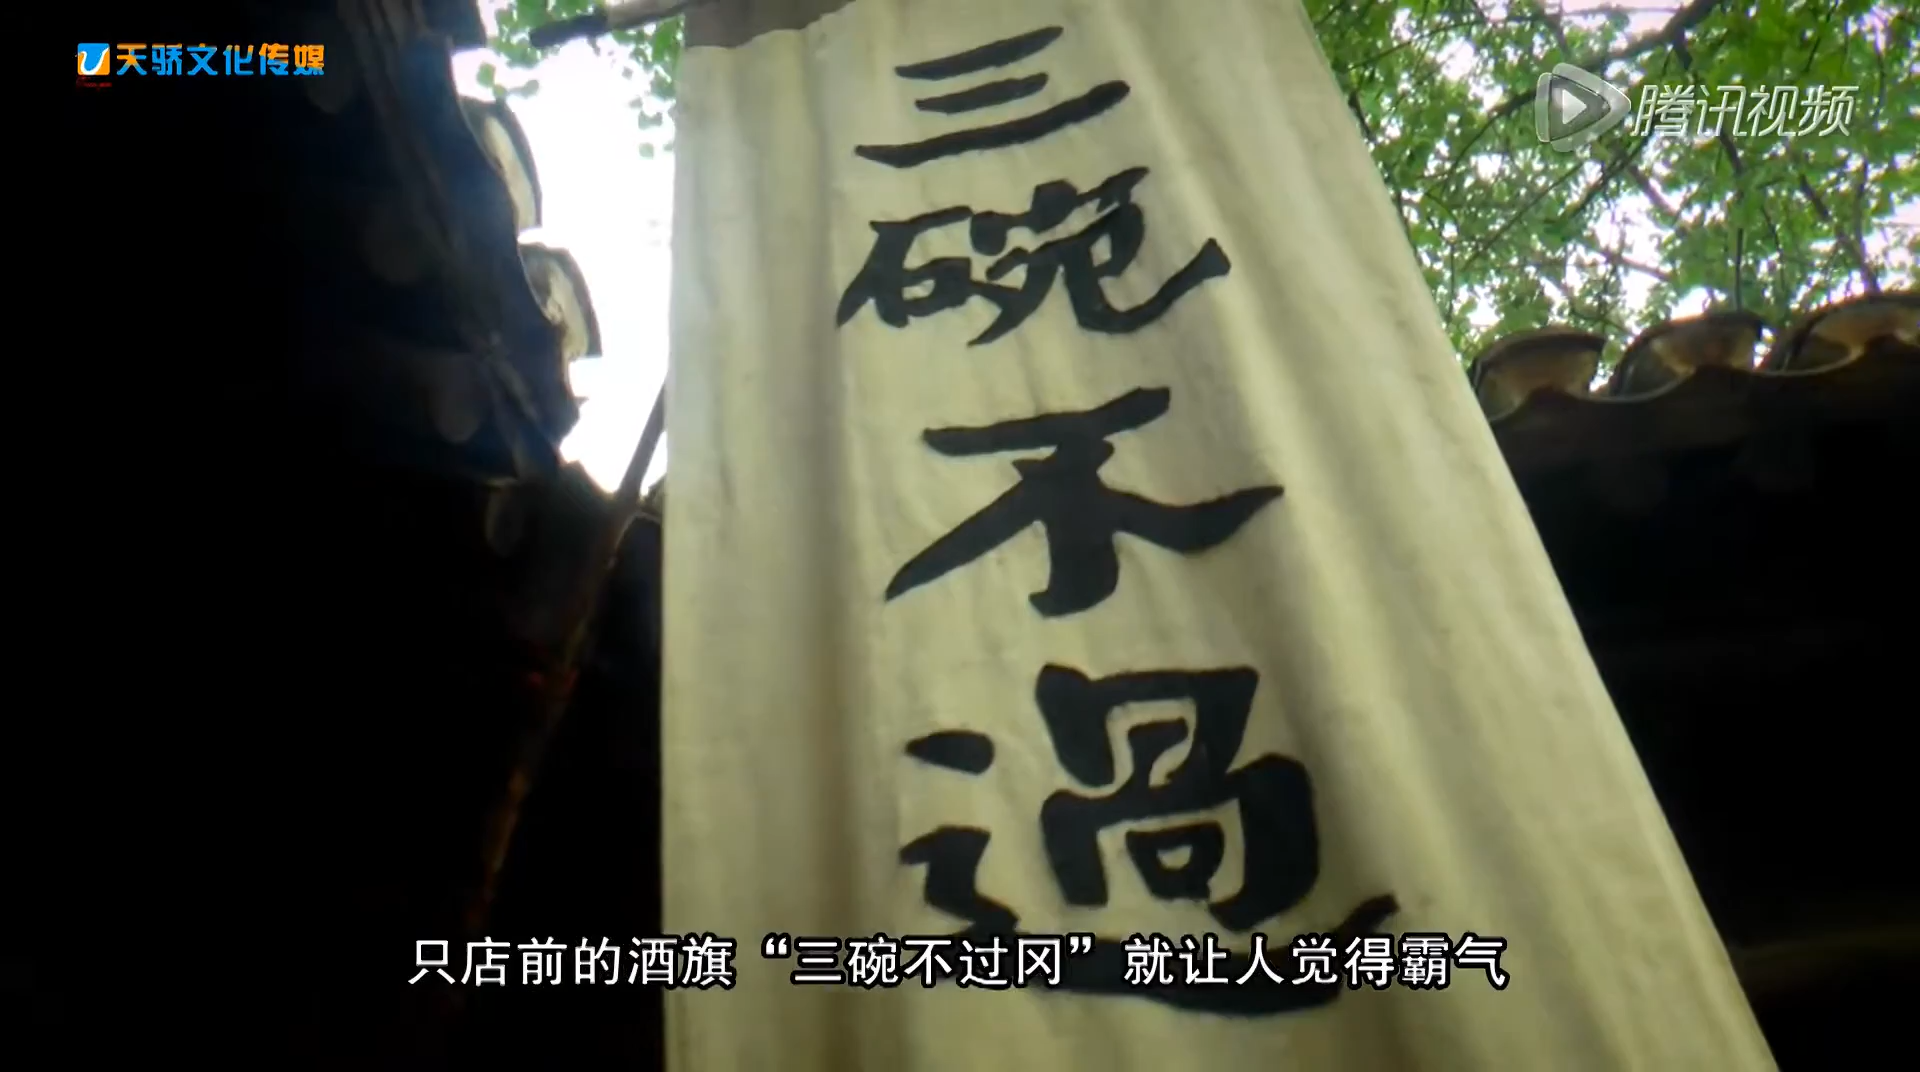 天骄文化传媒
腾讯视频
三碗不過
只店前的酒旗“三碗不过冈”就让人觉得霸气